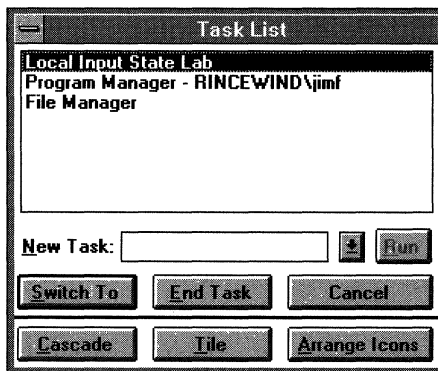 Task List
Local Input State Lab
Program Manager - RINCEWIND\jimf
File Manager
New Task:
Run
Switch To End Task Cancel
Cascade Tile Arrange Icons